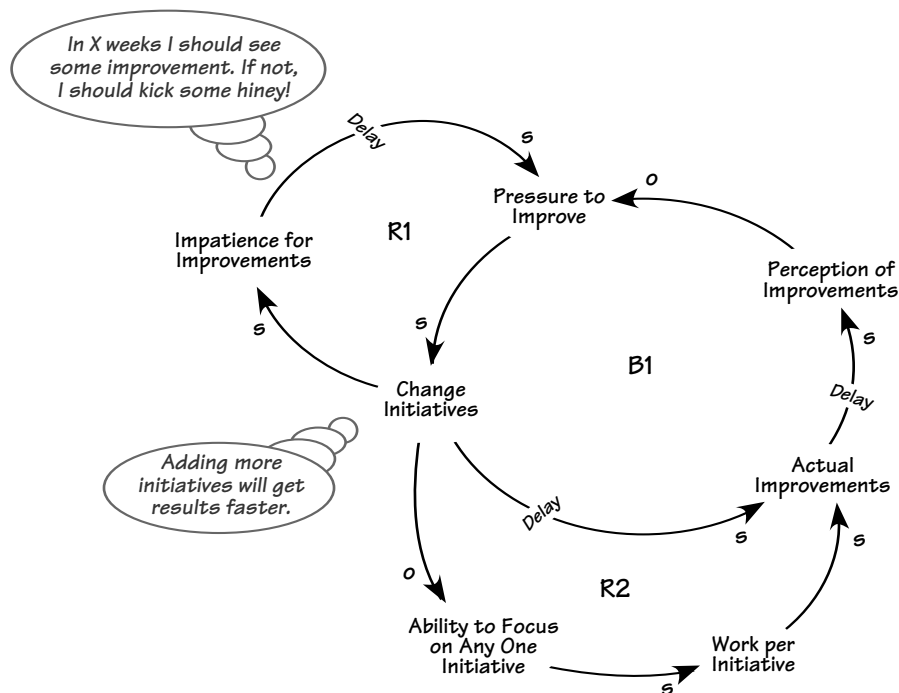 In X weeks I should see
some improvement. If not,
I should kick some hiney!
Delay
s
Pressure to
Improve
o
R1
Impatience for
Improvements
Perception of
Improvements
s
s
s
B1
Change
Initiatives
Delay
Adding more
initiatives will get
results faster.
Actual
Improvements
Delay
s
s
o
R2
Ability to Focus
on Any One
Initiative
Work per
Initiative
s